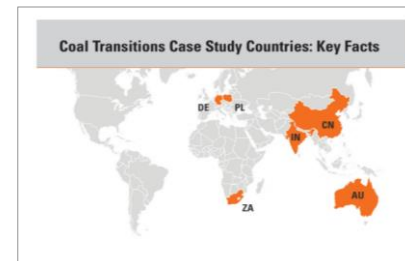 Coal Transitions Case Study Countries: Key Facts
DE
PL
CN
IN
AU
ZA